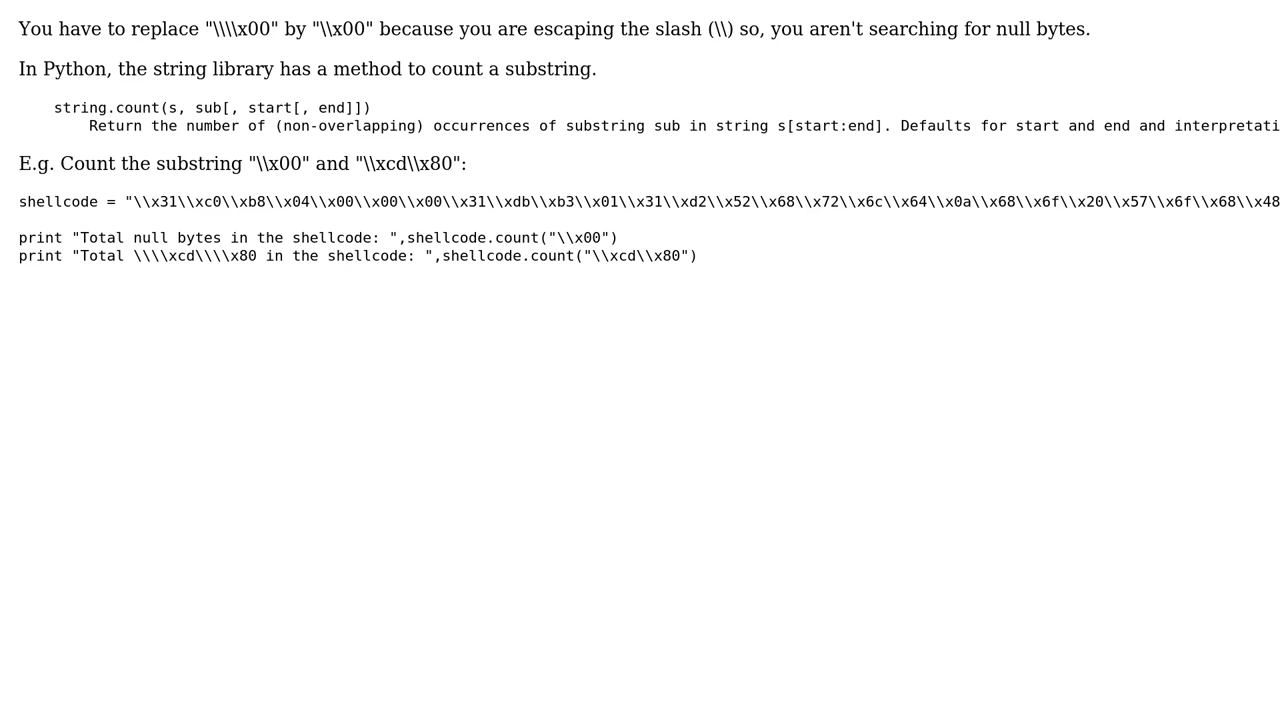 You have to replace "\\\\x00" by "\\x00" because you are escaping the slash (\\) so, you aren't searching for null bytes.
In Python, the string library has a method to count a substring.
string.count(s, sub[, start[, end]])
Return the number of (non-overlapping) occurrences of substring sub in string s[start:end]. Defaults for start and end and interpretati
E.g. Count the substring "\\x00" and "\\xcd\\x80":
shellcode = "\\x31\\xc0\\xb8\\x04\\x00\\x00\\x00\\x31\\xdb\\xb3\\x01\\x31\\xd2\\x52\\x68\\x72\\x6c\\x64\\x0a\\x68\\x6f\\x20\\x57\\x6f\\x68\\x48
print "Total null bytes in the shellcode: ",shellcode.count("\\x00")
print "Total \\\\xcd\\\\x80 in the shellcode: ",shellcode.count("\\xcd\\x80")